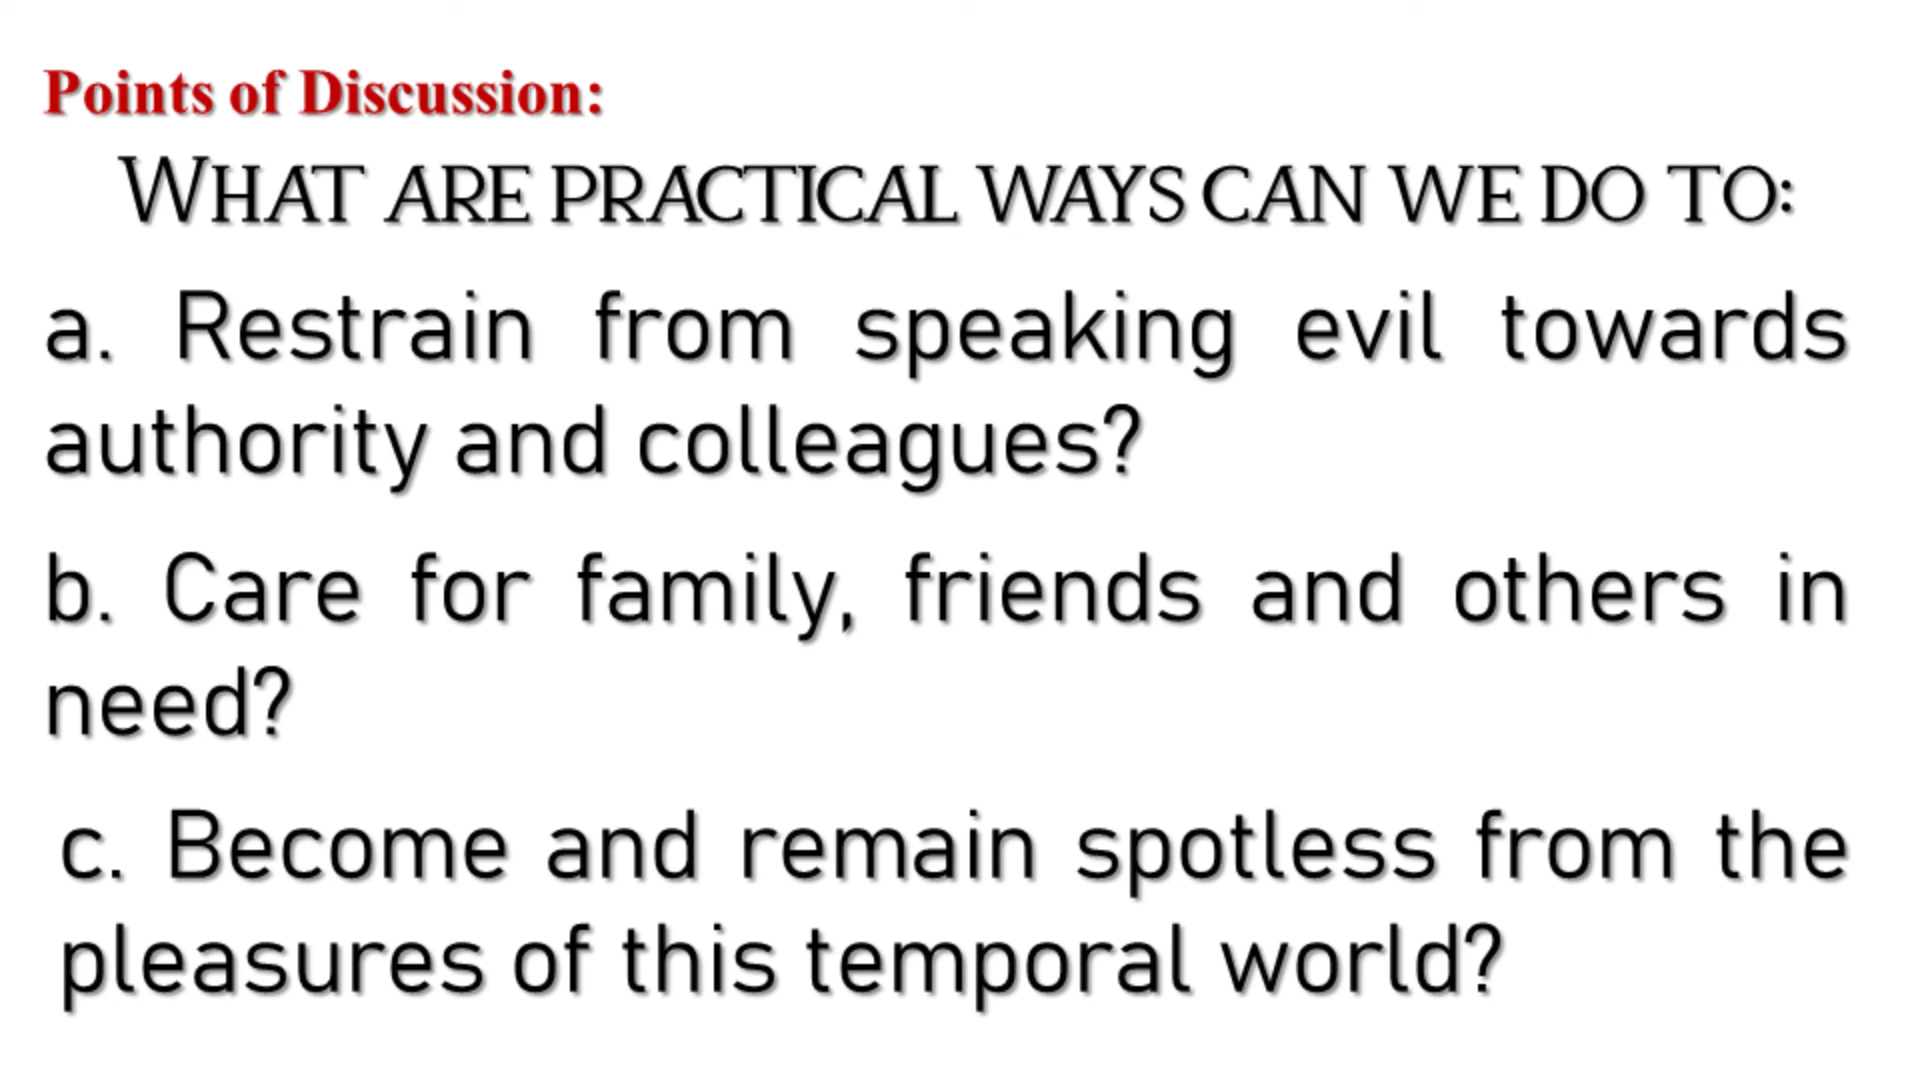 Points of Discussion:
WHAT ARE PRACTICAL WAYS CAN WE DO TO:
a. Restrain from speaking evil towards
authority and colleagues?
b. Care for family, friends and others in
need?
c. Become and remain spotless from the
pleasures of this temporal world?